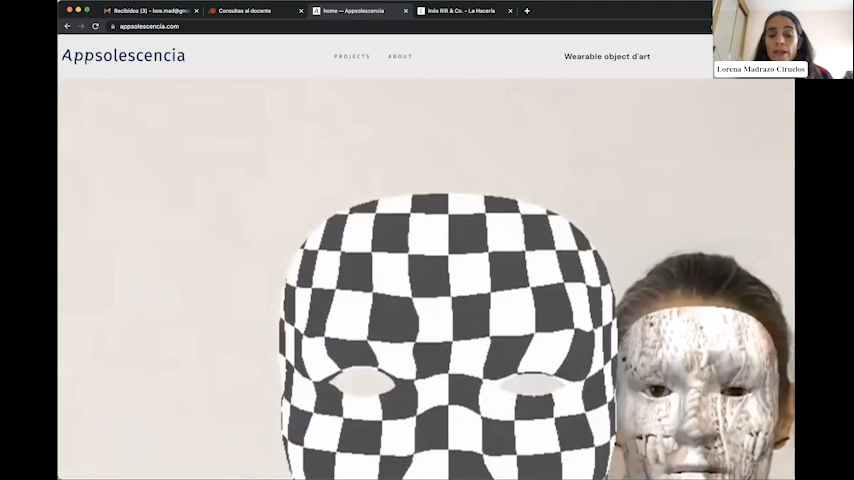 Recibidos (3) - lore.mad@gma
Consultas al docente
home — Appsolescencia
Inés RIR & Co. - La Hacería
appsolescencia.com
Appsolescencia
PROJECTS
ABOUT
Wearable object d'art
Lorena Madrazo Ciruelos